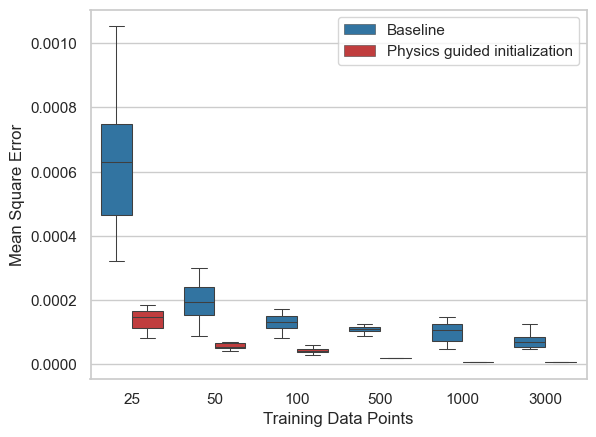 Baseline
Physics guided initialization
Mean Square Error
0.0010
0.0008
0.0006
0.0004
0.0002
0.0000
25 50 100 500 1000 3000
Training Data Points